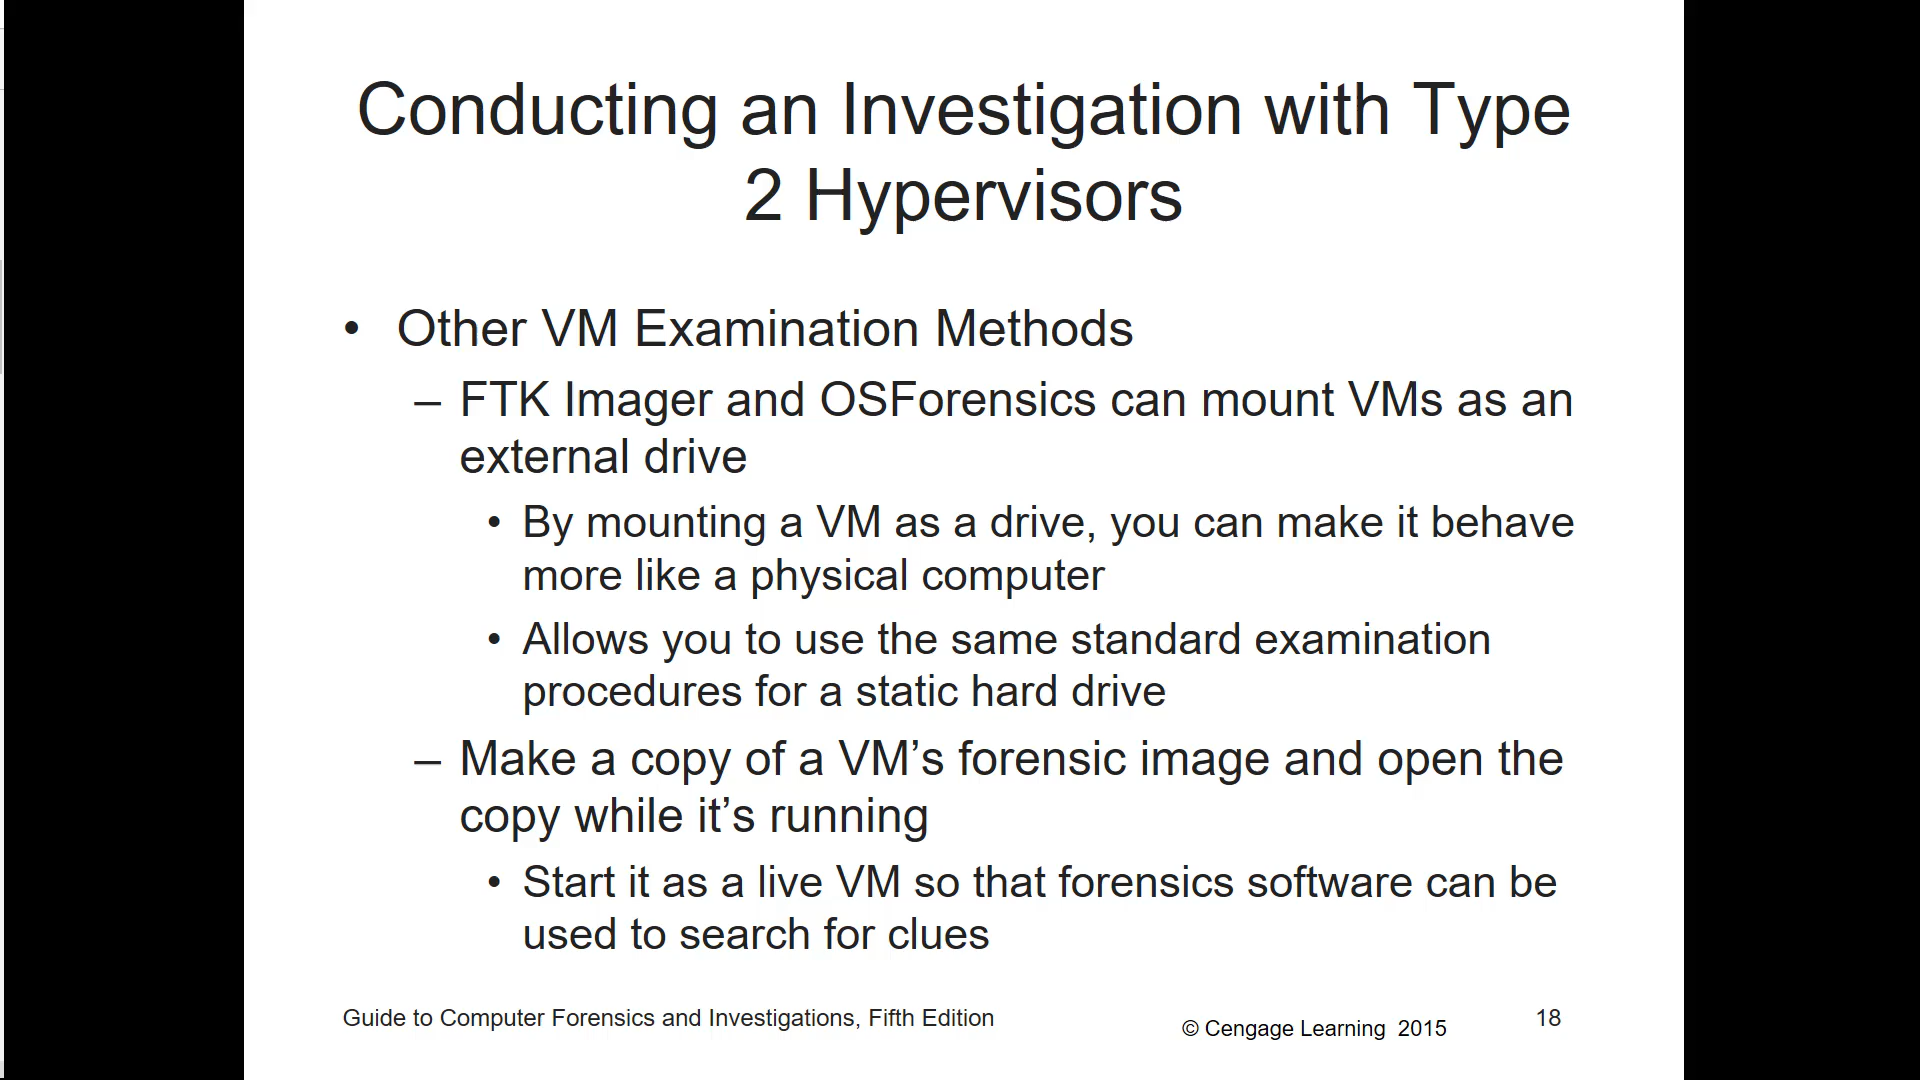 Conducting an Investigation with Type
2 Hypervisors
• Other VM Examination Methods
– FTK Imager and OSForensics can mount VMs as an
external drive
• By mounting a VM as a drive, you can make it behave
more like a physical computer
• Allows you to use the same standard examination
procedures for a static hard drive
– Make a copy of a VM’s forensic image and open the
copy while it’s running
• Start it as a live VM so that forensics software can be
used to search for clues
Guide to Computer Forensics and Investigations, Fifth Edition
© Cengage Learning 2015
18